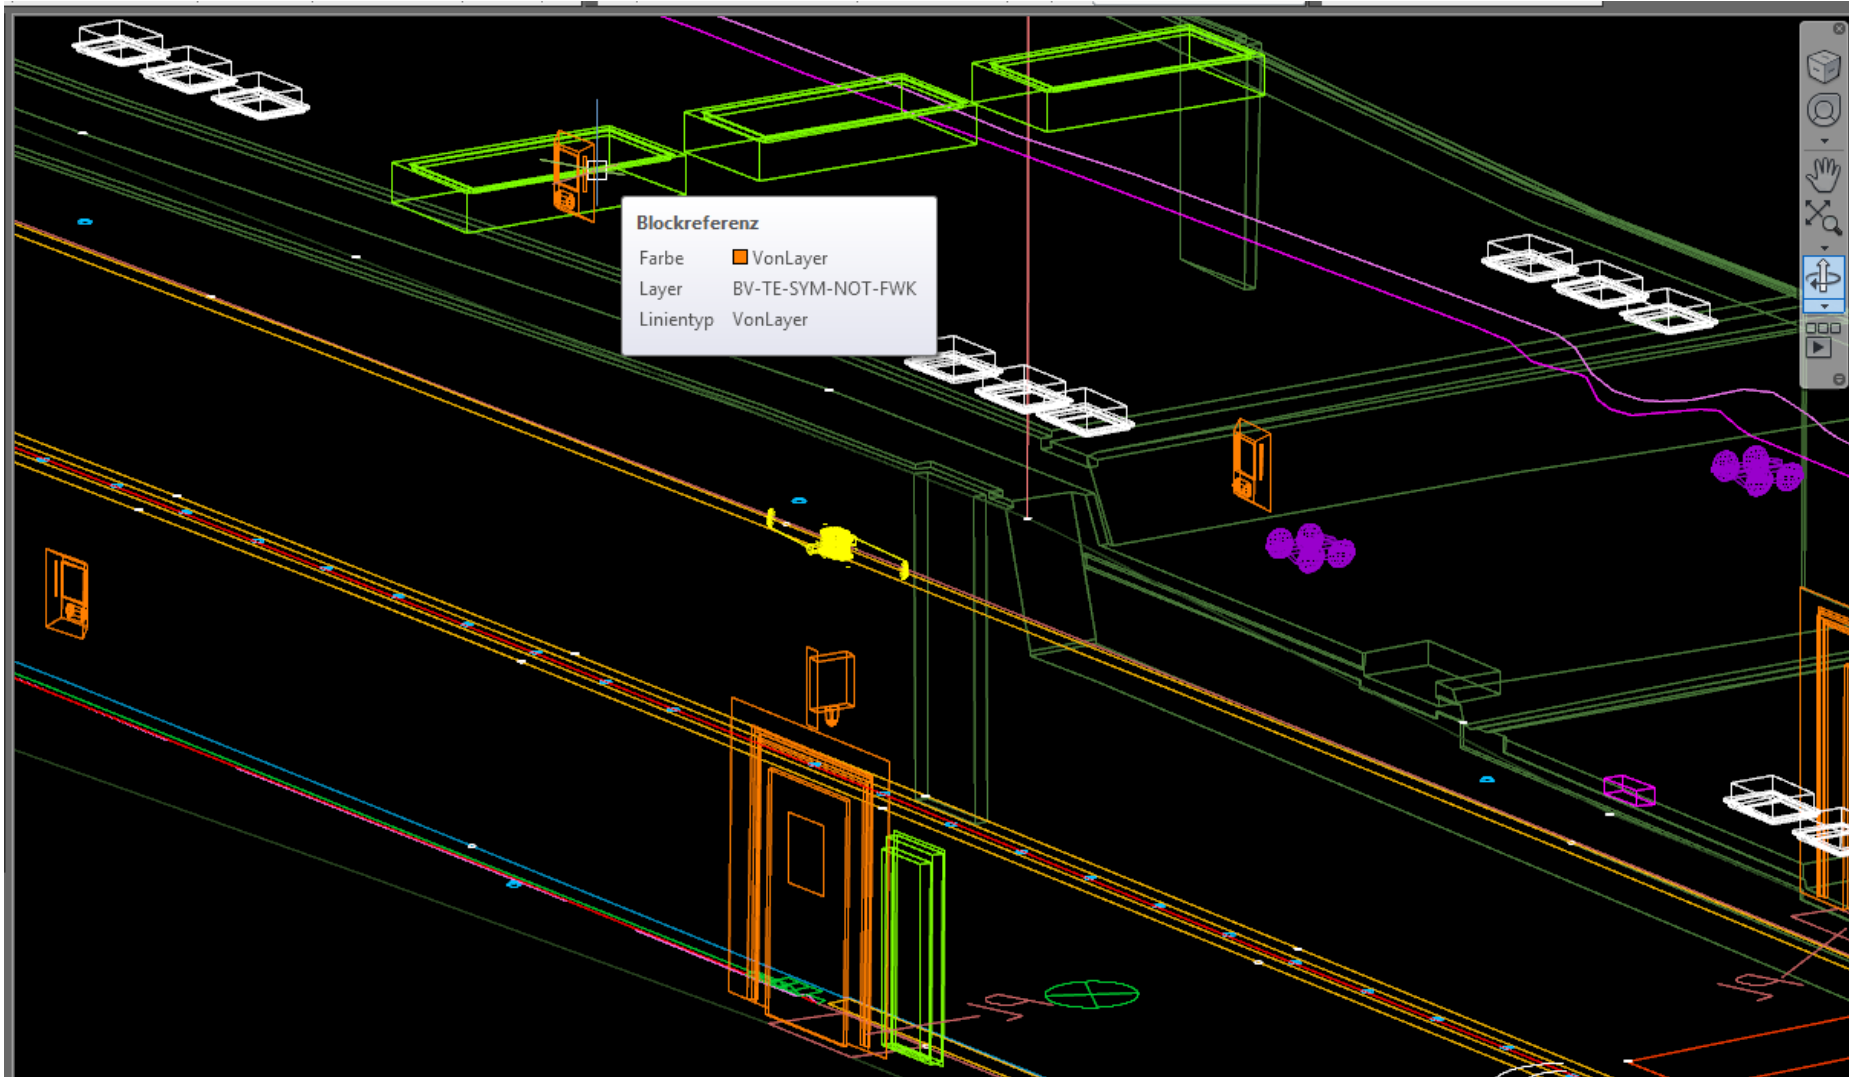 Blockreferenz
Farbe VonLayer
Layer BV-TE-SYM-NOT-FWK
Linientyp VonLayer